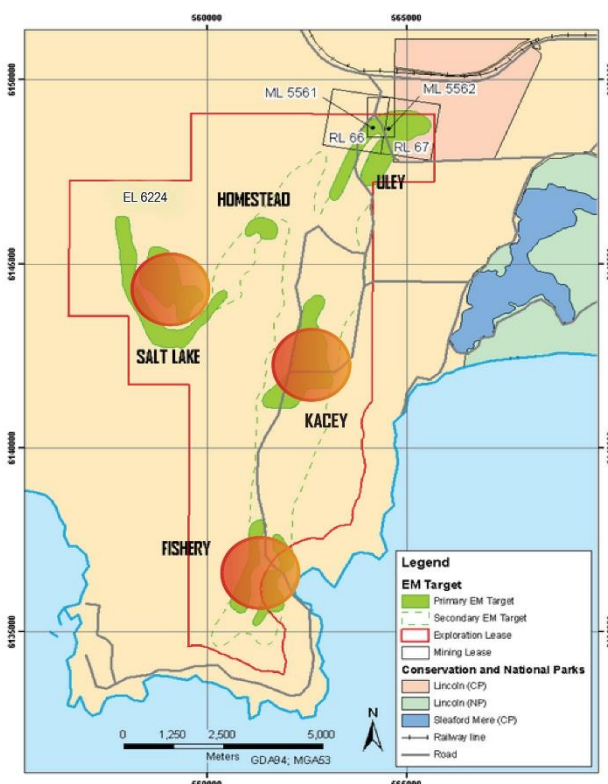 560000
565000
6150000
ML 5561
ML 5562
RL 66
RL 67
ULEY
HOMESTEAD
EL 6224
6145000
SALT LAKE
KACEY
6140000
FISHERY
6135000
Legend
EM Target
Primary EM Target
Secondary EM Target
Exploration Lease
Mining Lease
Conservation and National Parks
Lincoln (CP)
Lincoln (NP)
Sleaford Mere (CP)
Railway line
Road
N
0 1,250 2,500 5,000
Meters
GDA94; MGA53
560000
565000